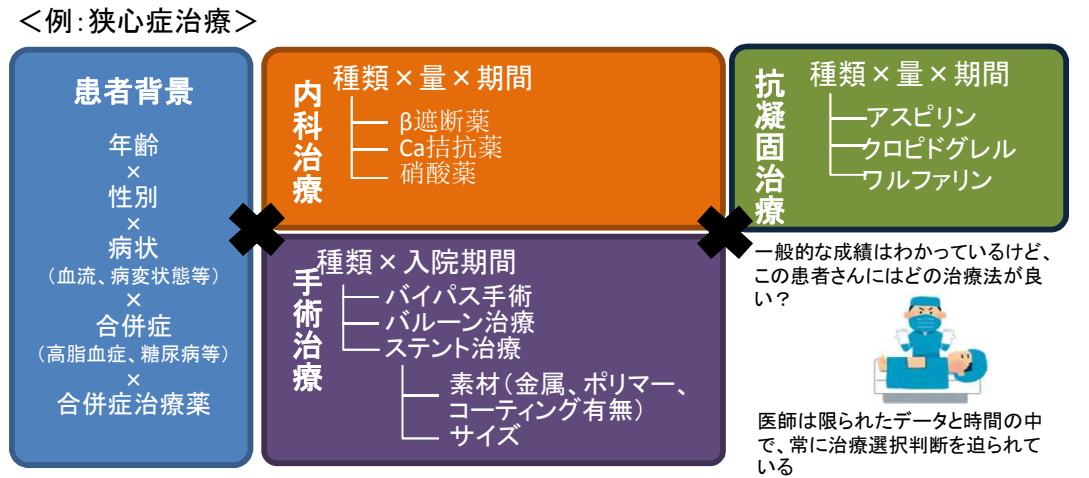 ＜例：狭心症治療＞
患者背景
年齢
×
性別
×
病状
（血流、病変状態等）
×
合併症
（高脂血症、糖尿病等）
×
合併症治療薬
内科治療
種類×量×期間
β遮断薬
Ca拮抗薬
硝酸薬
手術治療
種類×入院期間
バイパス手術
バルーン治療
ステント治療
素材（金属、ポリマー、
コーティング有無）
サイズ
抗凝固治療
種類×量×期間
アスピリン
クロピドグレル
ワルファリン
一般的な成績はわかっているけど、
この患者さんにはどの治療法が良
い？
医師は限られたデータと時間の中
で、常に治療選択判断を迫られて
いる